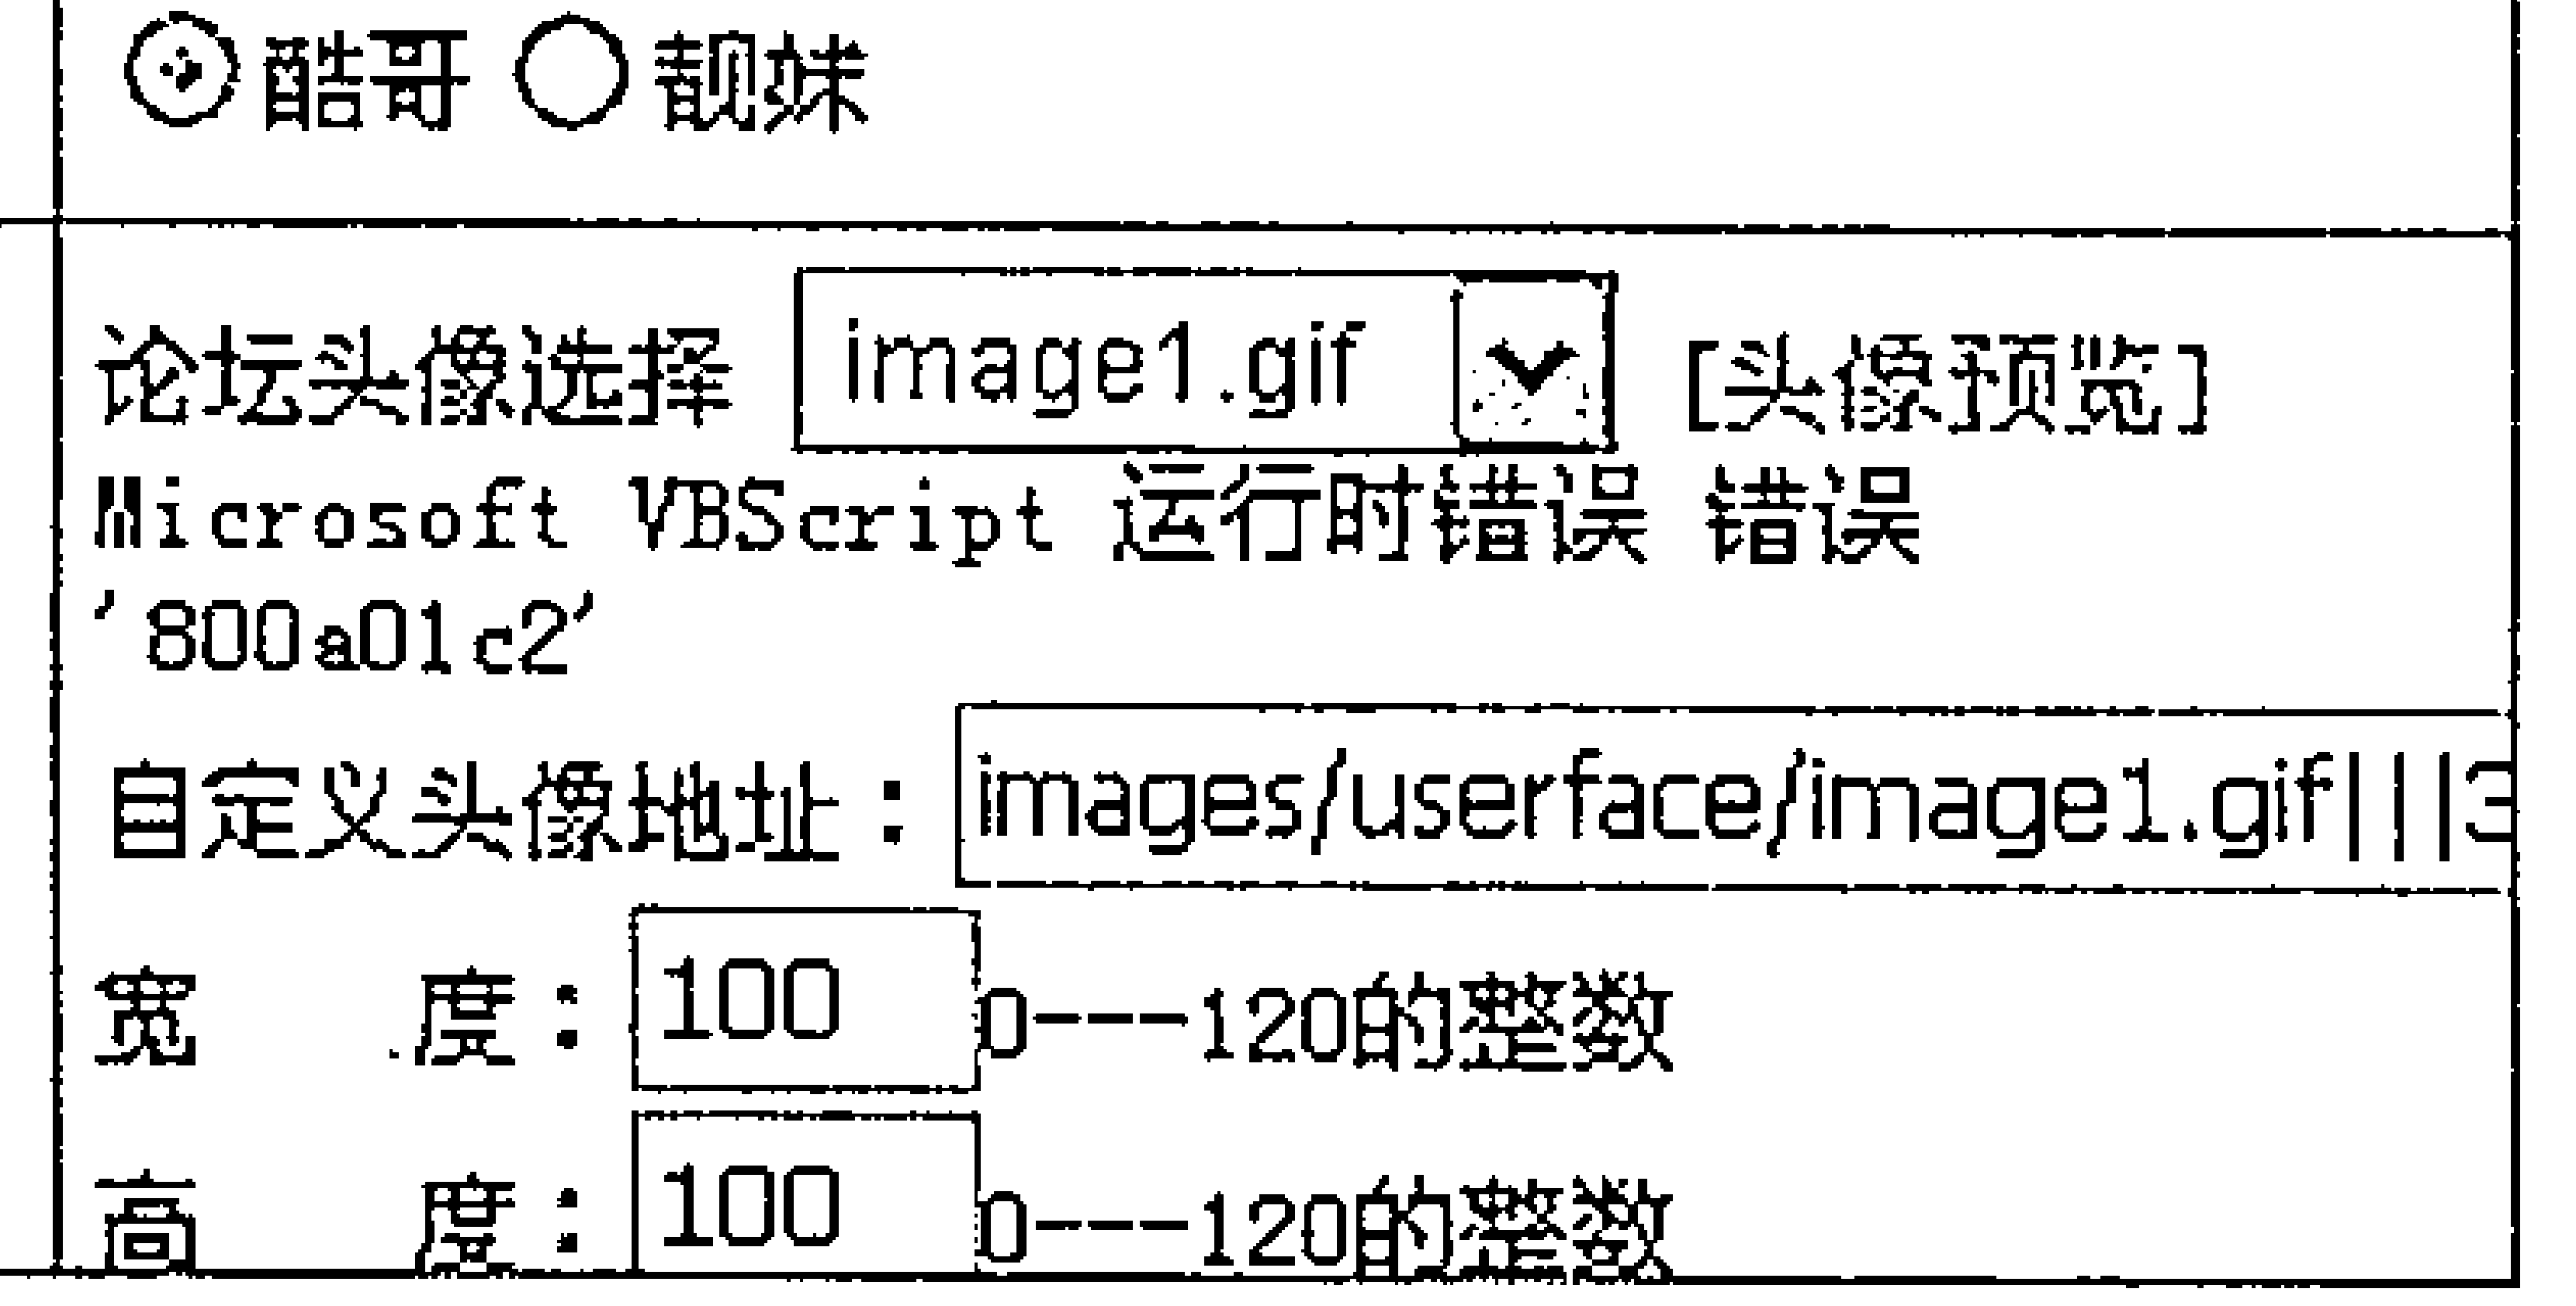 酷哥 靓妹
论坛头像选择 image1.gif [头像预览]
Microsoft VBScript 运行时错误 错误
'800a01c2'
自定义头像地址：images/userface/image1.gif|||3
宽 度：100 0---120的整数
高 度：100 0---120的整数